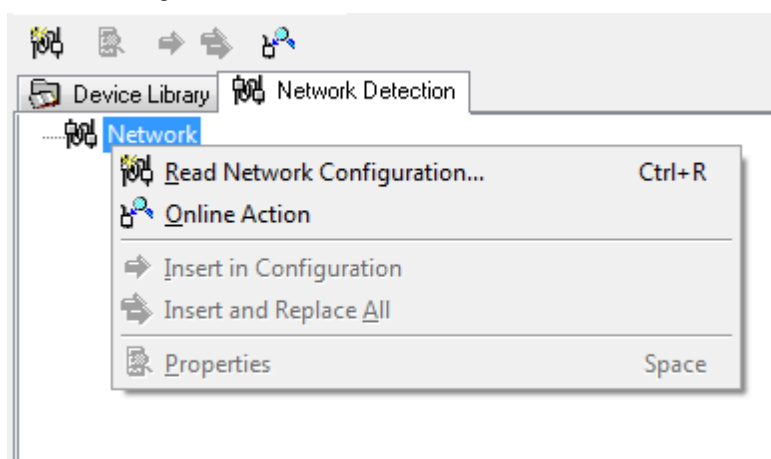 Device Library Network Detection
Network
Read Network Configuration... Ctrl+R
Online Action
Insert in Configuration
Insert and Replace All
Properties Space